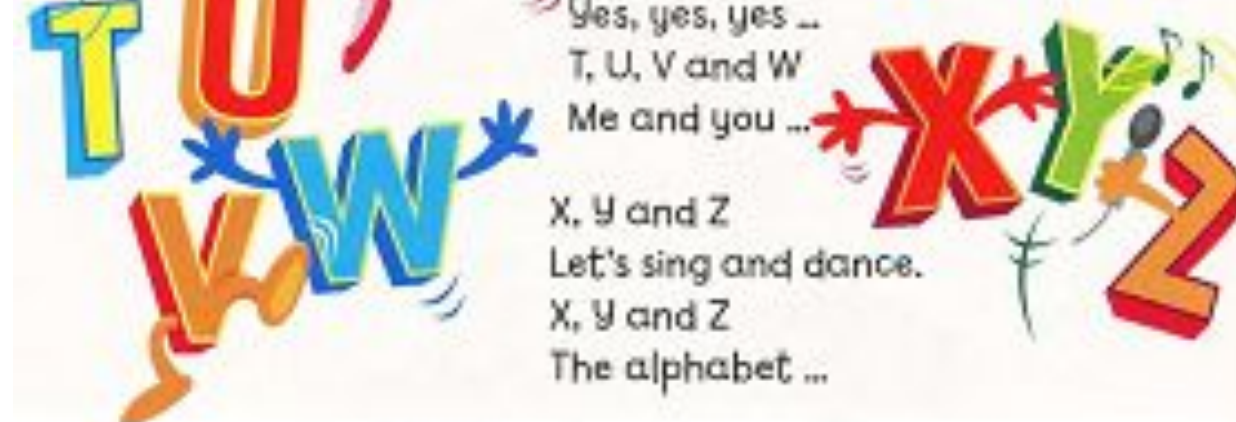 Yes, yes, yes ...
T, U, V and W
Me and you ...
X, Y and Z
Let's sing and dance.
X, Y and Z
The alphabet ...
T
U
V
W
X
Y
Z